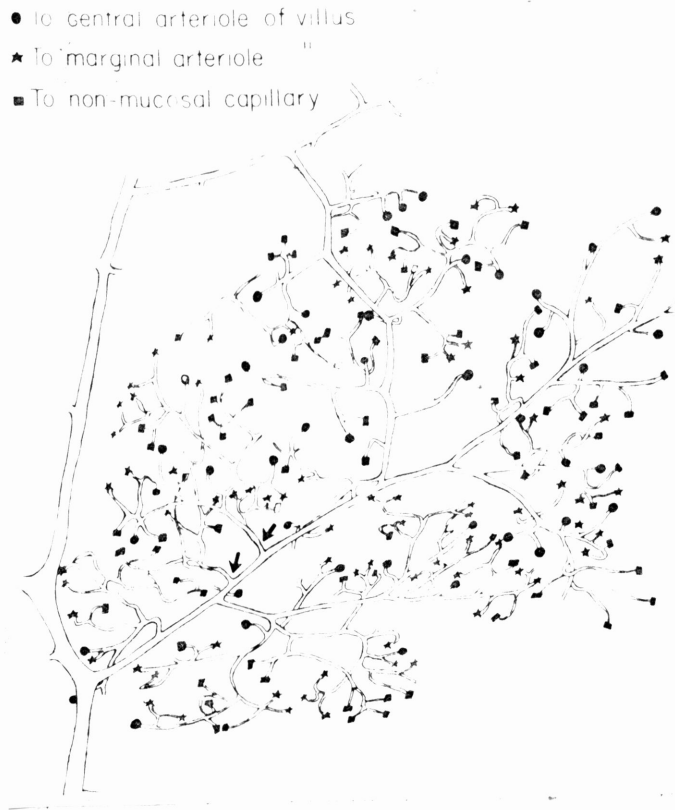 To central arteriole of villus
To marginal arteriole "
To non-mucosal capillary